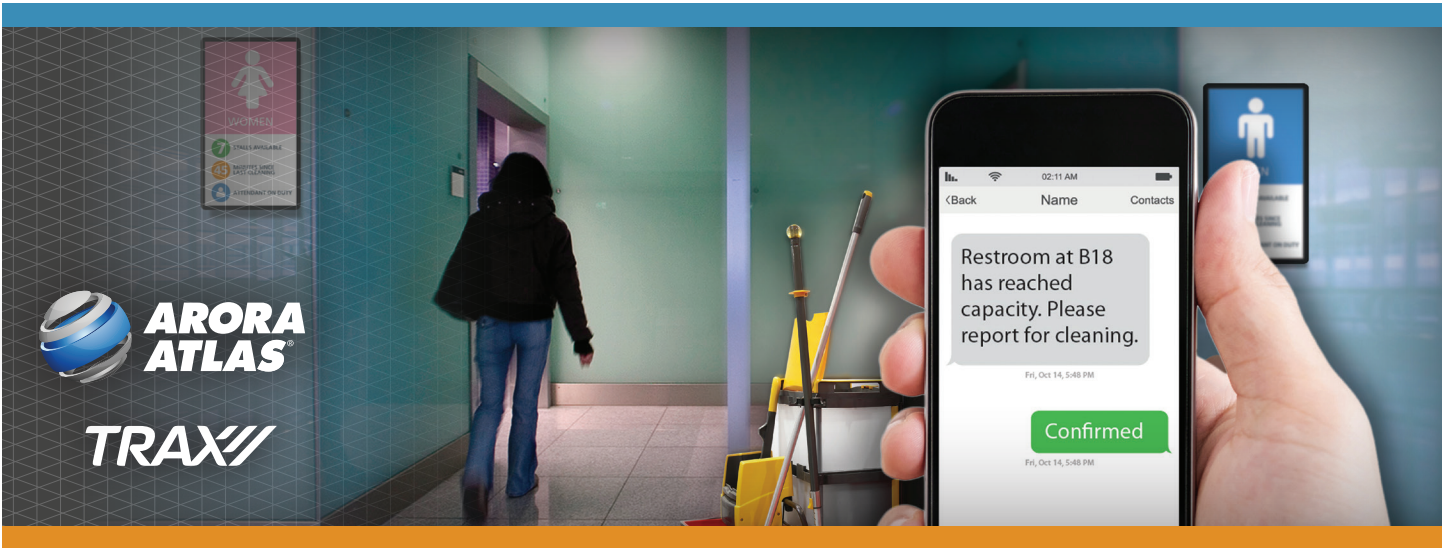 WOMEN
7
STALLS AVAILABLE
45
MINUTES SINCE
LAST CLEANING
ATTENDANT ON DUTY
ARORA
ATLAS®
TRAX
02:11 AM
<Back Name Contacts
Restroom at B18
has reached
capacity. Please
report for cleaning.
Fri, Oct 14, 5:48 PM
Confirmed
Fri, Oct 14, 5:48 PM